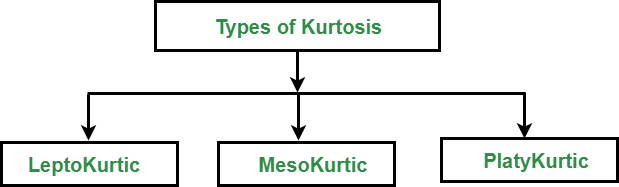 Types of Kurtosis
LeptoKurtic
MesoKurtic
PlatyKurtic